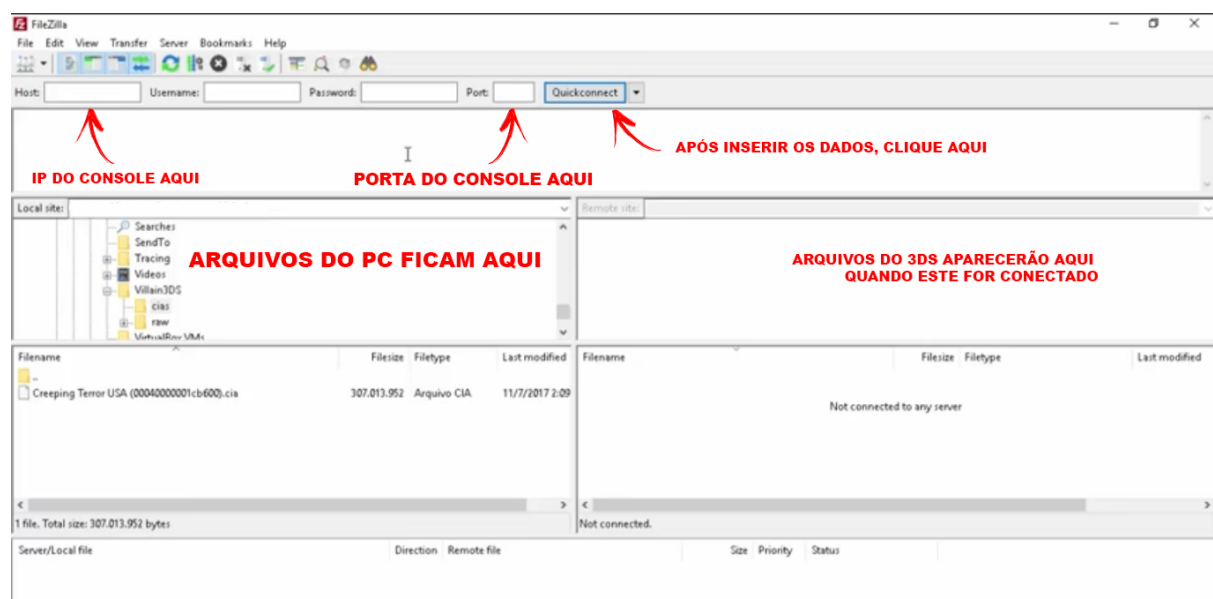 FileZilla
File Edit View Transfer Server Bookmarks Help
Host: Username: Password: Port: Quickconnect
IP DO CONSOLE AQUI
PORTA DO CONSOLE AQUI
APÓS INSERIR OS DADOS, CLIQUE AQUI
Local site:
Remote site:
Searches
SendTo
Tracing
Videos
Villain3DS
cias
raw
VirtualBox VMs
ARQUIVOS DO PC FICAM AQUI
ARQUIVOS DO 3DS APARECERÃO AQUI
QUANDO ESTE FOR CONECTADO
Filename Filesize Filetype Last modified
..
Creeping Terror USA (00040000001cb600).cia 307.013.952 Arquivo CIA 11/7/2017 2:09
Filename Filesize Filetype Last modified
Not connected to any server
1 file. Total size: 307.013.952 bytes
Not connected.
Server/Local file Direction Remote file Size Priority Status